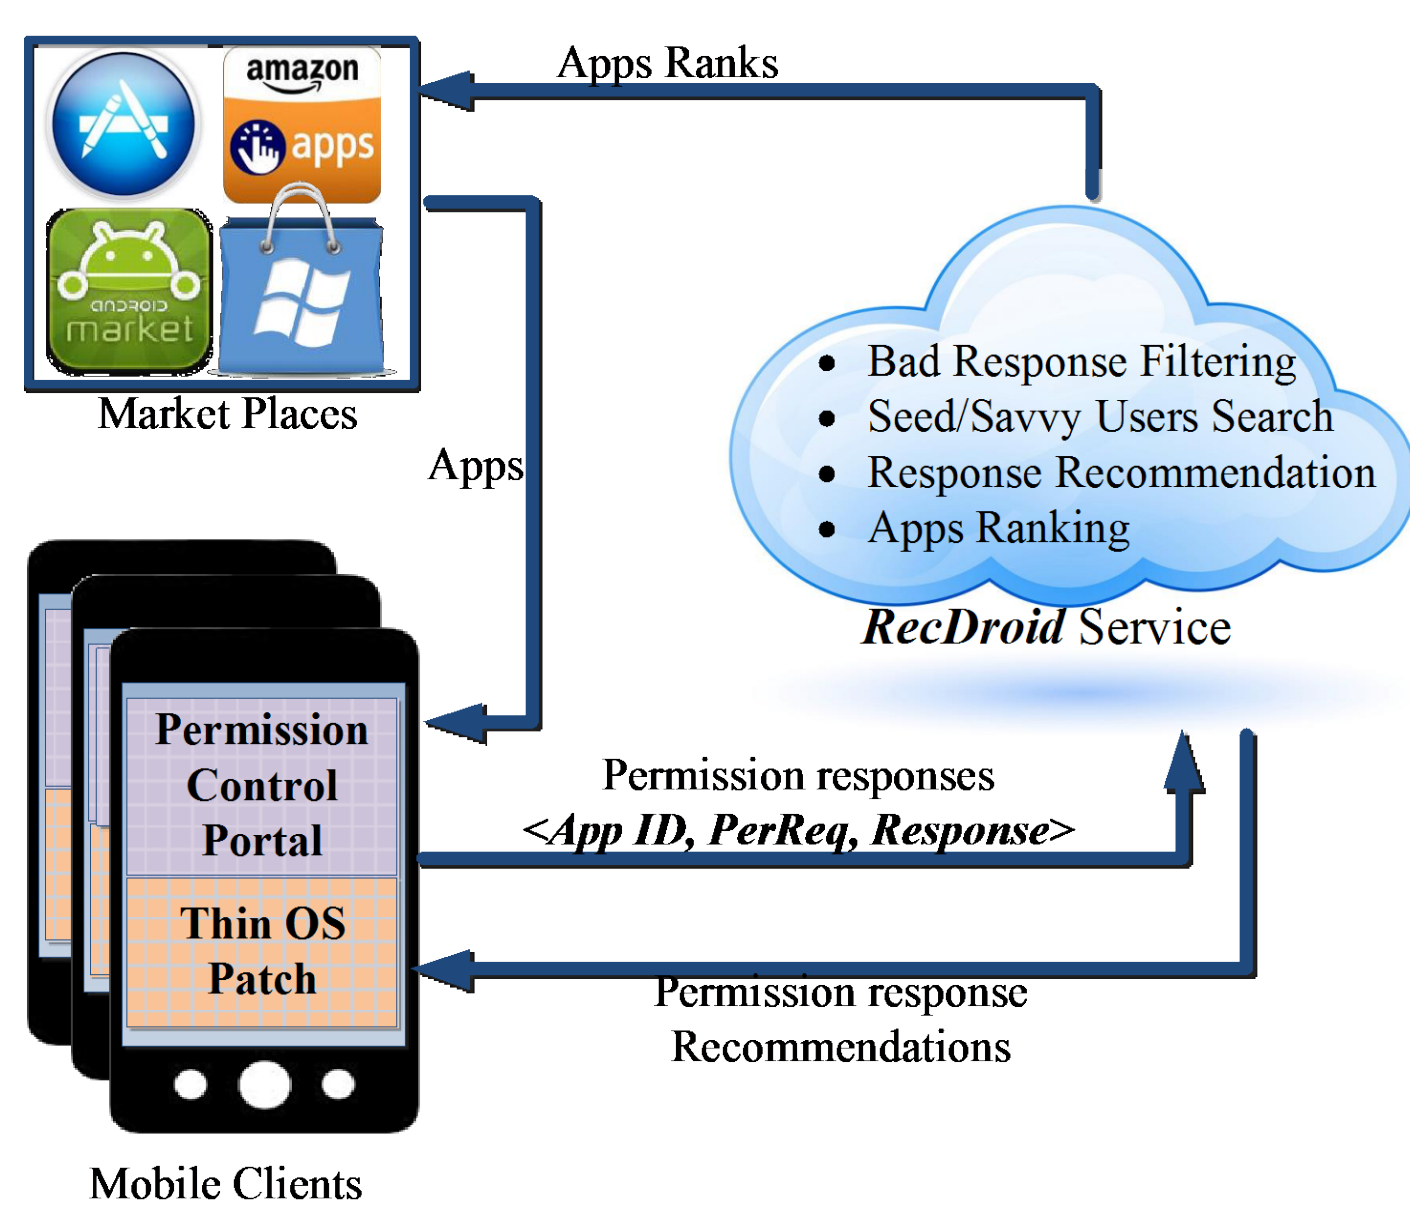 Apps Ranks
amazon
apps
ANDROID
market
Market Places
Apps
• Bad Response Filtering
• Seed/Savvy Users Search
• Response Recommendation
• Apps Ranking
RecDroid Service
Permission
Control
Portal
Thin OS
Patch
Permission responses
<App ID, PerReq, Response>
Permission response
Recommendations
Mobile Clients